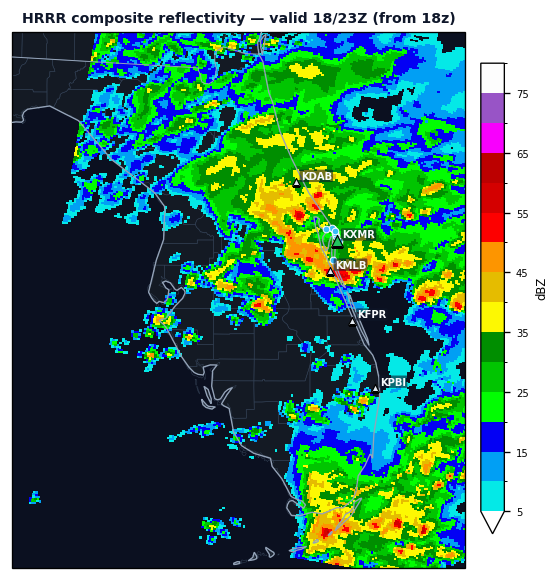 HRRR composite reflectivity — valid 18/23Z (from 18z)
KDAB
KXMR
KMLB
KFPR
KPBI
75
65
55
45
35
25
15
5
dBZ